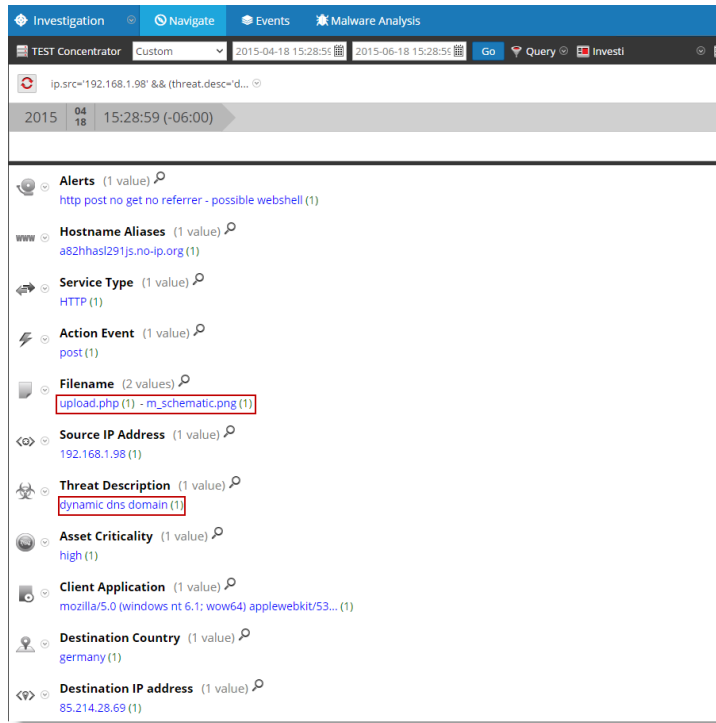 Investigation Navigate Events Malware Analysis
TEST Concentrator Custom 2015-04-18 15:28:59 2015-06-18 15:28:59 Go Query Investi
ip.src='192.168.1.98' && (threat.desc='d...
2015 04 18 15:28:59 (-06:00)
Alerts (1 value)
http post no get no referrer - possible webshell (1)
www Hostname Aliases (1 value)
a82hhasl291js.no-ip.org (1)
Service Type (1 value)
HTTP (1)
Action Event (1 value)
post (1)
Filename (2 values)
upload.php (1) - m_schematic.png (1)
Source IP Address (1 value)
192.168.1.98 (1)
Threat Description (1 value)
dynamic dns domain (1)
Asset Criticality (1 value)
high (1)
Client Application (1 value)
mozilla/5.0 (windows nt 6.1; wow64) applewebkit/53... (1)
Destination Country (1 value)
germany (1)
Destination IP address (1 value)
85.214.28.69 (1)